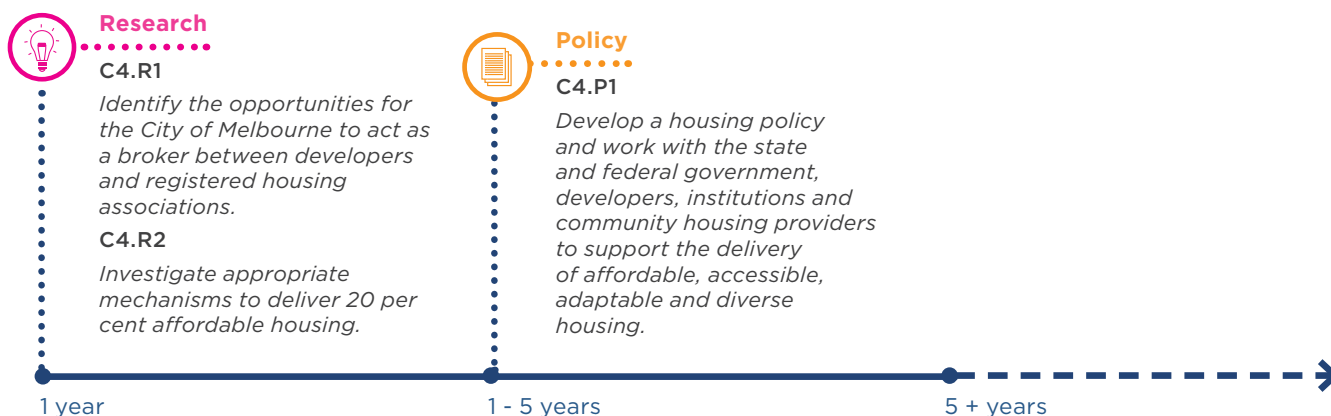 Research
C4.R1
Identify the opportunities for
the City of Melbourne to act as
a broker between developers
and registered housing
associations.
C4.R2
Investigate appropriate
mechanisms to deliver 20 per
cent affordable housing.
Policy
C4.P1
Develop a housing policy
and work with the state
and federal government,
developers, institutions and
community housing providers
to support the delivery
of affordable, accessible,
adaptable and diverse
housing.
1 year
1 - 5 years
5 + years